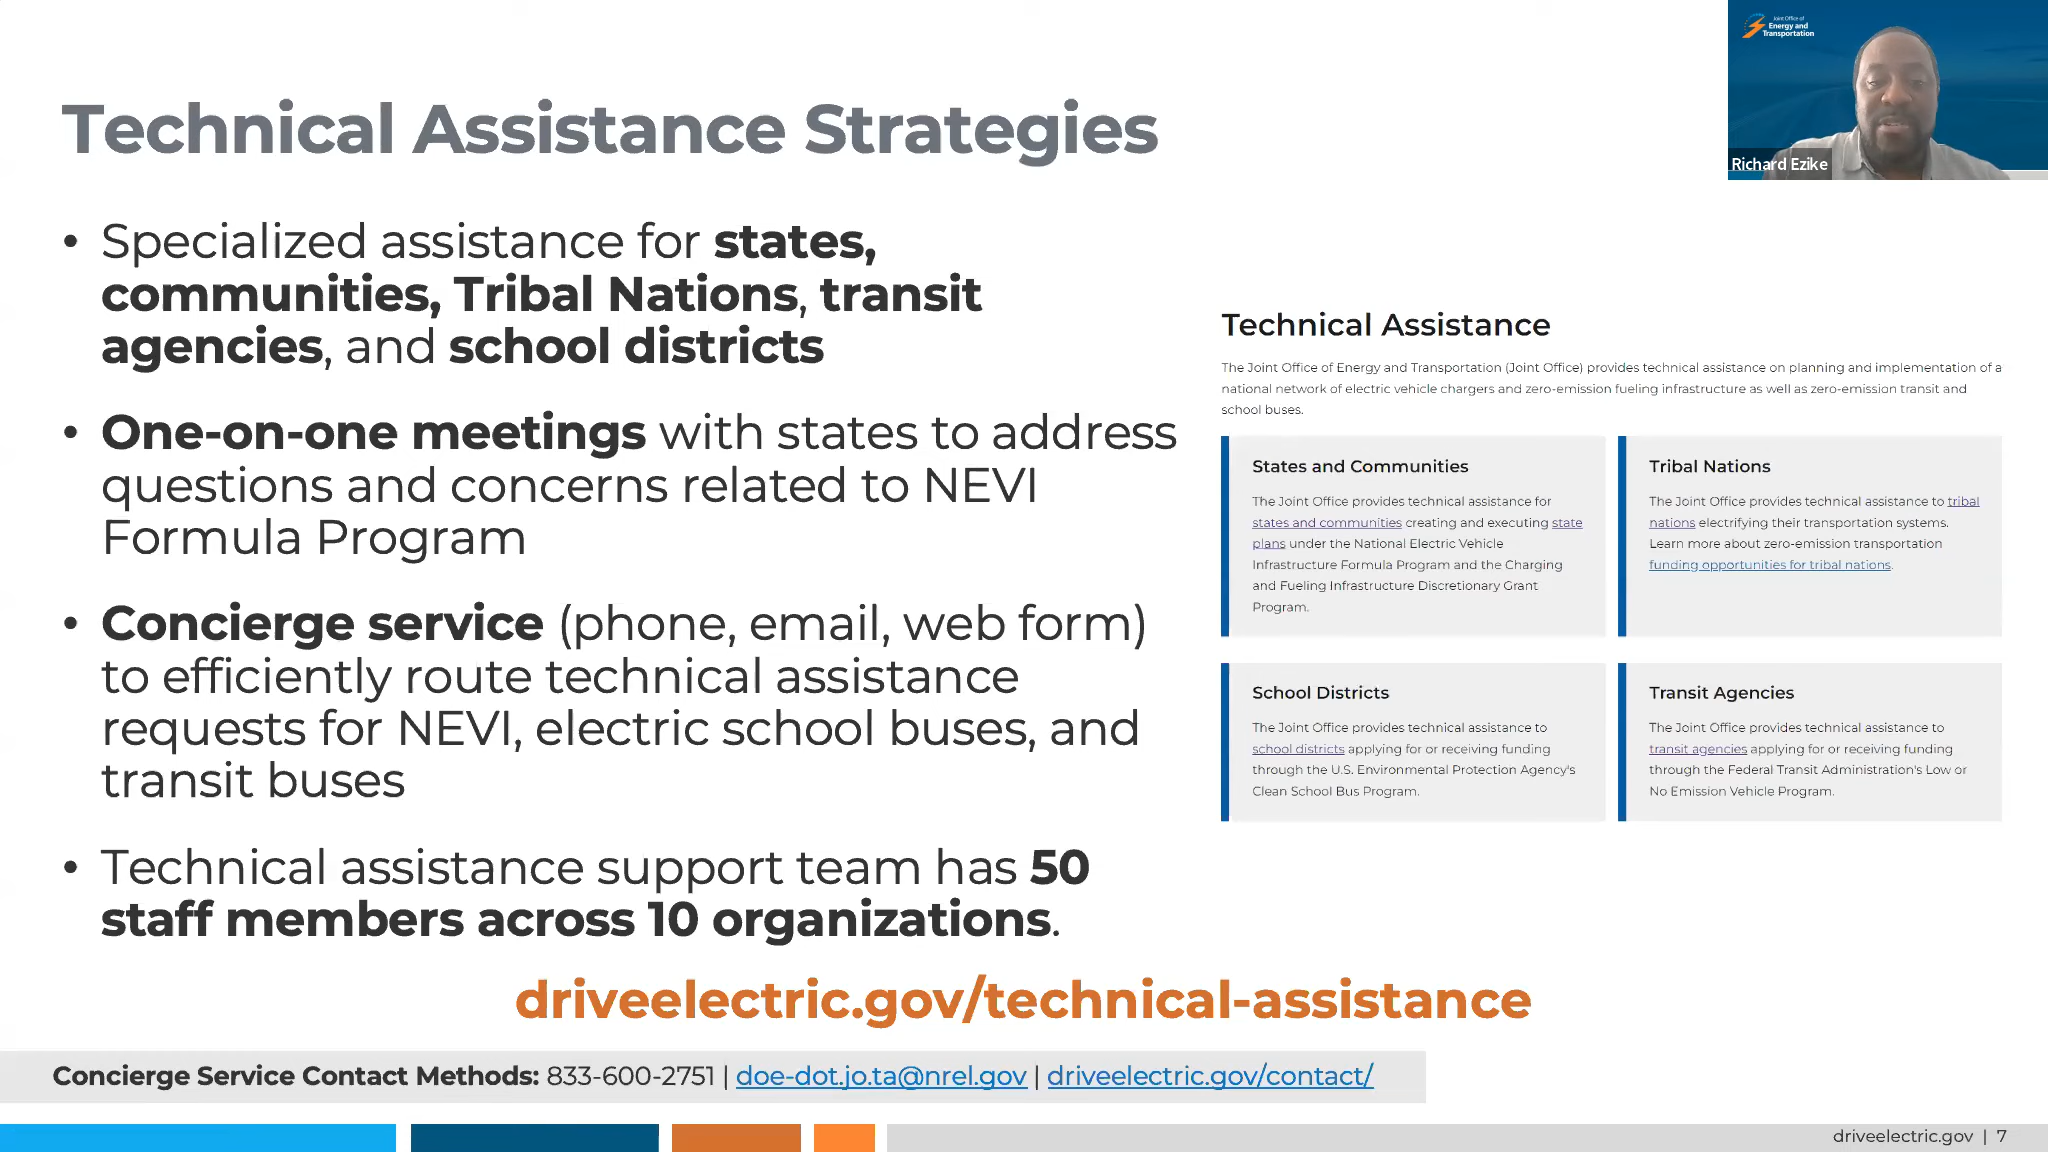 Joint Office of
Energy and
Transportation
Richard Ezike
Technical Assistance Strategies
• Specialized assistance for states,
communities, Tribal Nations, transit
agencies, and school districts
• One-on-one meetings with states to address
questions and concerns related to NEVI
Formula Program
• Concierge service (phone, email, web form)
to efficiently route technical assistance
requests for NEVI, electric school buses, and
transit buses
• Technical assistance support team has 50
staff members across 10 organizations.
Technical Assistance
The Joint Office of Energy and Transportation (Joint Office) provides technical assistance on planning and implementation of a
national network of electric vehicle chargers and zero-emission fueling infrastructure as well as zero-emission transit and
school buses.
States and Communities
The Joint Office provides technical assistance for
states and communities creating and executing state
plans under the National Electric Vehicle
Infrastructure Formula Program and the Charging
and Fueling Infrastructure Discretionary Grant
Program.
Tribal Nations
The Joint Office provides technical assistance to tribal
nations electrifying their transportation systems.
Learn more about zero-emission transportation
funding opportunities for tribal nations.
School Districts
The Joint Office provides technical assistance to
school districts applying for or receiving funding
through the U.S. Environmental Protection Agency's
Clean School Bus Program.
Transit Agencies
The Joint Office provides technical assistance to
transit agencies applying for or receiving funding
through the Federal Transit Administration's Low or
No Emission Vehicle Program.
driveelectric.gov/technical-assistance
Concierge Service Contact Methods: 833-600-2751 | doe-dot.jo.ta@nrel.gov | driveelectric.gov/contact/
driveelectric.gov | 7